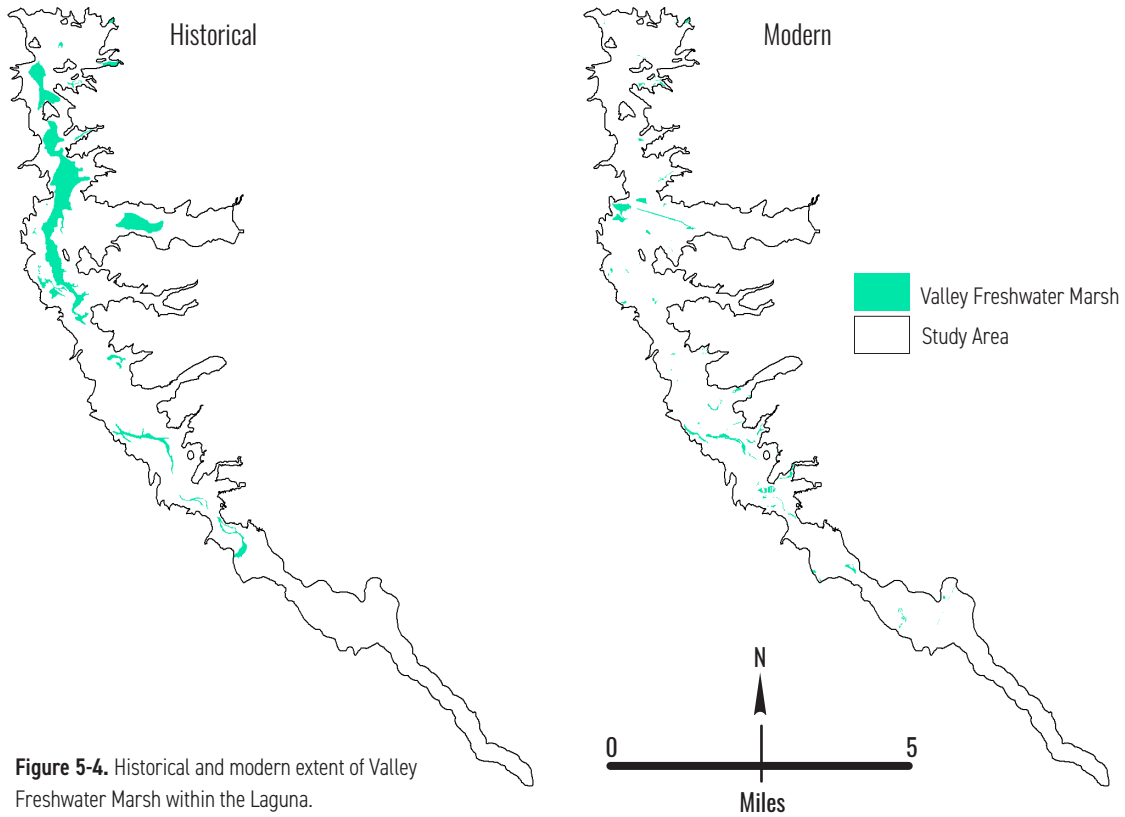 Historical
Modern
Valley Freshwater Marsh
Study Area
N
0 5
Miles
Figure 5-4. Historical and modern extent of Valley
Freshwater Marsh within the Laguna.